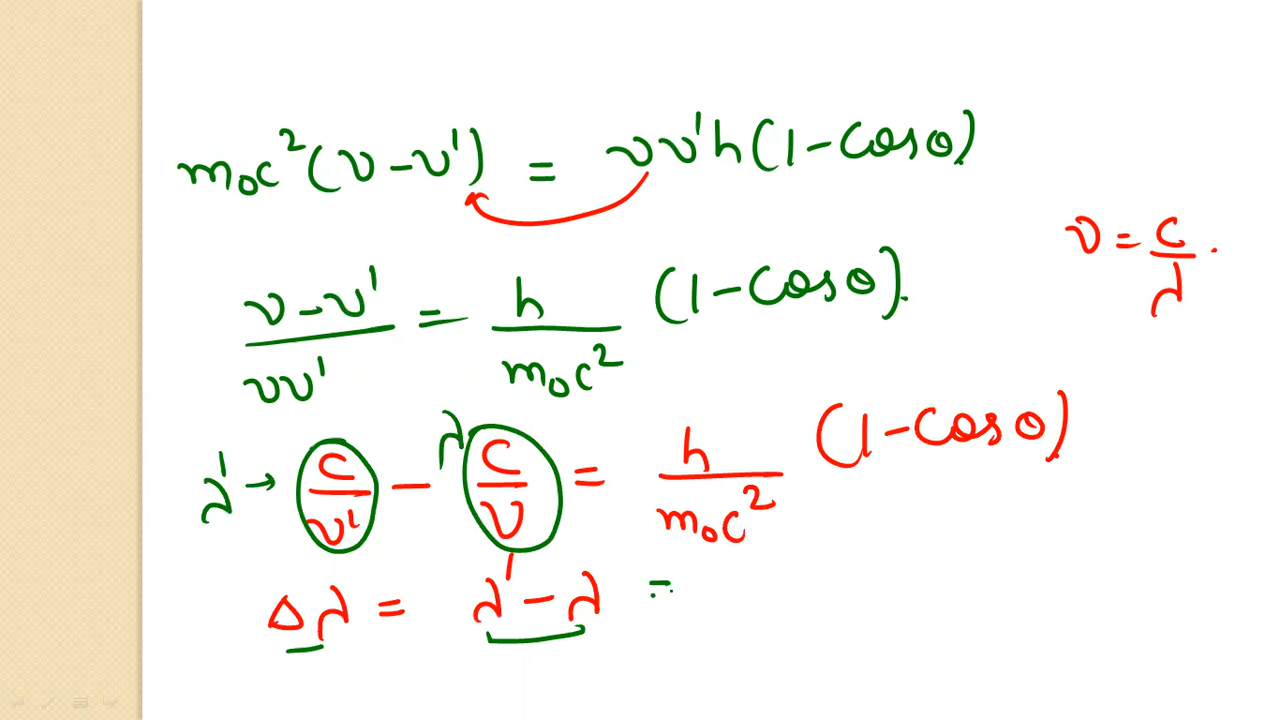 m₀c²(ν−ν') = νν'h(1−cosθ)
ν = c/λ.
(ν−ν')/(νν') = h/(m₀c²) (1−cosθ).
λ' → c/ν' − λ c/ν = h/(m₀c²) (1−cosθ)
Δλ = λ'−λ =